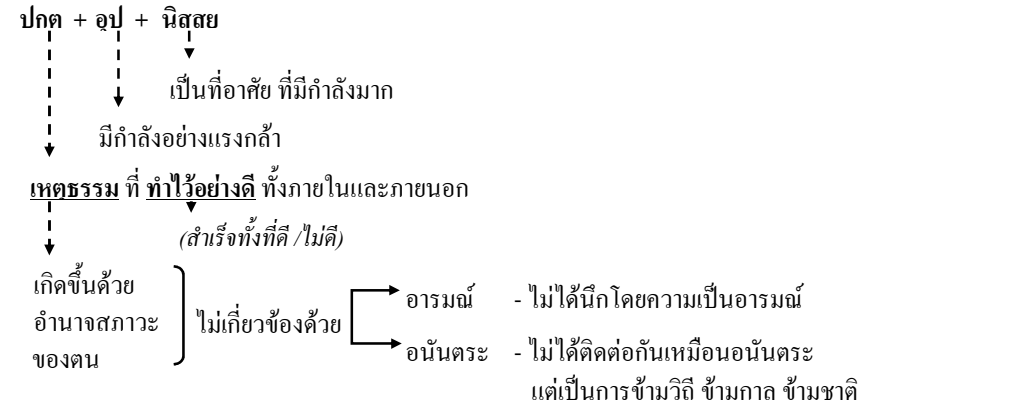 ปกต + อุป + นิสสย
เป็นที่อาศัย ที่มีกำลังมาก
มีกำลังอย่างแรงกล้า
เหตุธรรม ที่ ทำไว้อย่างดี ทั้งภายในและภายนอก
(สำเร็จทั้งที่ดี /ไม่ดี)
เกิดขึ้นด้วย
อำนาจสภาวะ
ของตน
ไม่เกี่ยวข้องด้วย
อารมณ์ - ไม่ได้นึกโดยความเป็นอารมณ์
อนันตระ - ไม่ได้ติดต่อกันเหมือนอนันตระ
แต่เป็นการข้ามวิถี ข้ามกาล ข้ามชาติ